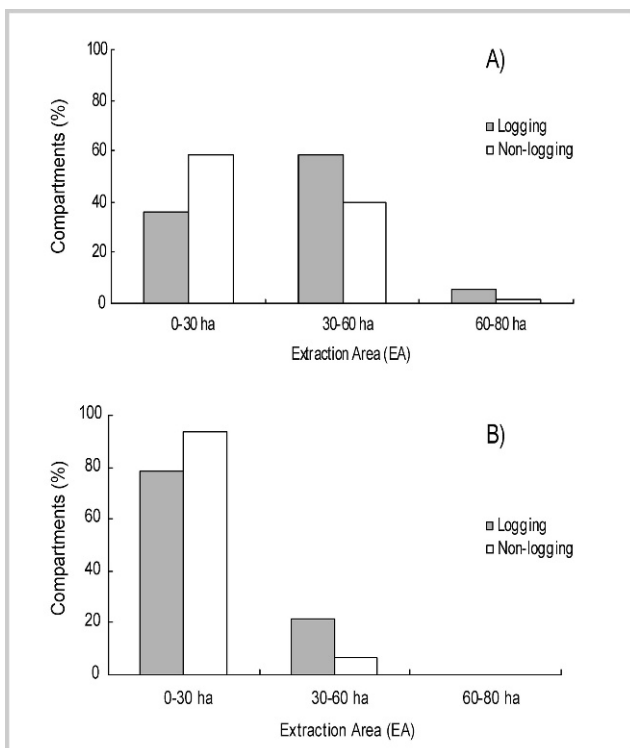 A)
100
80
60
40
20
0
Compartments (%)
Logging
Non-logging
0-30 ha 30-60 ha 60-80 ha
Extraction Area (EA)
B)
100
80
60
40
20
0
Compartments (%)
Logging
Non-logging
0-30 ha 30-60 ha 60-80 ha
Extraction Area (EA)